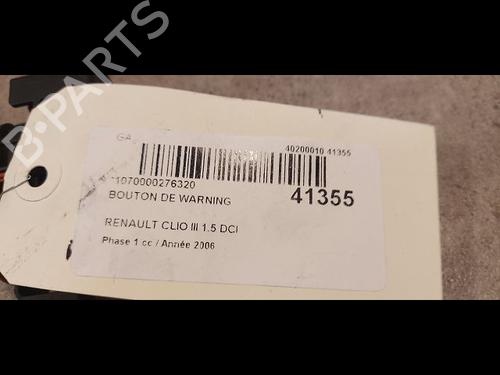 B-PARTS
GA
40200010 41355
41355
BOUTON DE WARNING
RENAULT CLIO III 1.5 DCI
Phase 1 cc / Année 2006